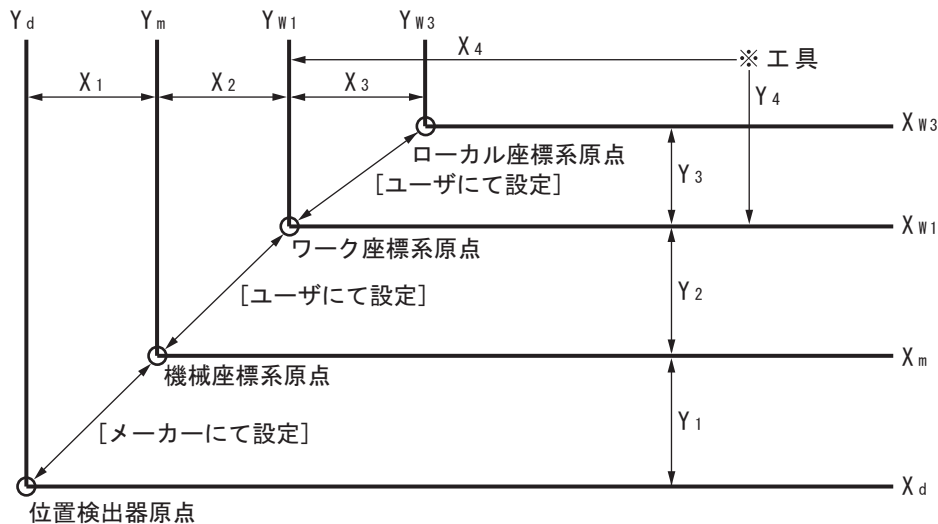 Yd Ym YW1 YW3
X4
※ 工具
X1 X2 X3
Y4
XW3
ローカル座標系原点
[ユーザにて設定]
Y3
XW1
ワーク座標系原点
[ユーザにて設定]
Y2
Xm
機械座標系原点
[メーカーにて設定]
Y1
Xd
位置検出器原点